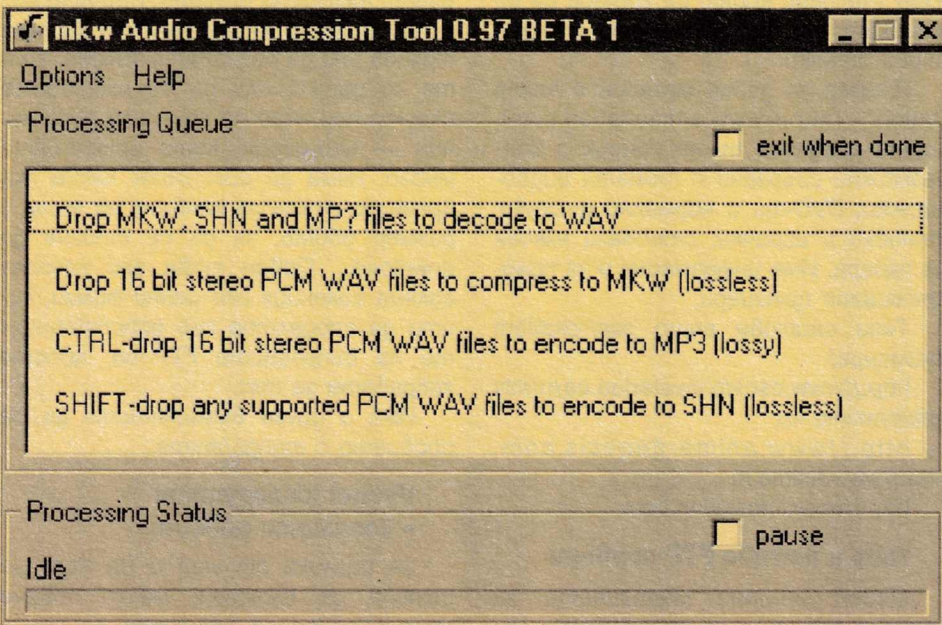 mkw Audio Compression Tool 0.97 BETA 1
Options Help
Processing Queue
exit when done
Drop MKW, SHN and MP? files to decode to WAV
Drop 16 bit stereo PCM WAV files to compress to MKW (lossless)
CTRL-drop 16 bit stereo PCM WAV files to encode to MP3 (lossy)
SHIFT-drop any supported PCM WAV files to encode to SHN (lossless)
Processing Status
pause
Idle